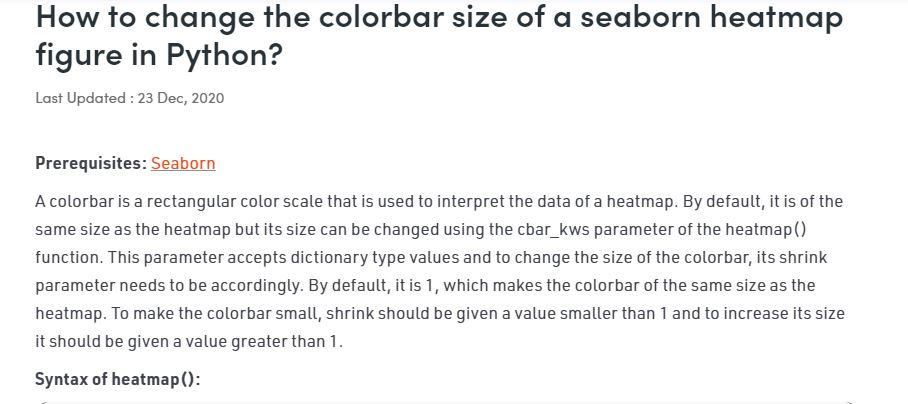 How to change the colorbar size of a seaborn heatmap
figure in Python?
Last Updated : 23 Dec, 2020
Prerequisites: Seaborn
A colorbar is a rectangular color scale that is used to interpret the data of a heatmap. By default, it is of the
same size as the heatmap but its size can be changed using the cbar_kws parameter of the heatmap()
function. This parameter accepts dictionary type values and to change the size of the colorbar, its shrink
parameter needs to be accordingly. By default, it is 1, which makes the colorbar of the same size as the
heatmap. To make the colorbar small, shrink should be given a value smaller than 1 and to increase its size
it should be given a value greater than 1.
Syntax of heatmap():